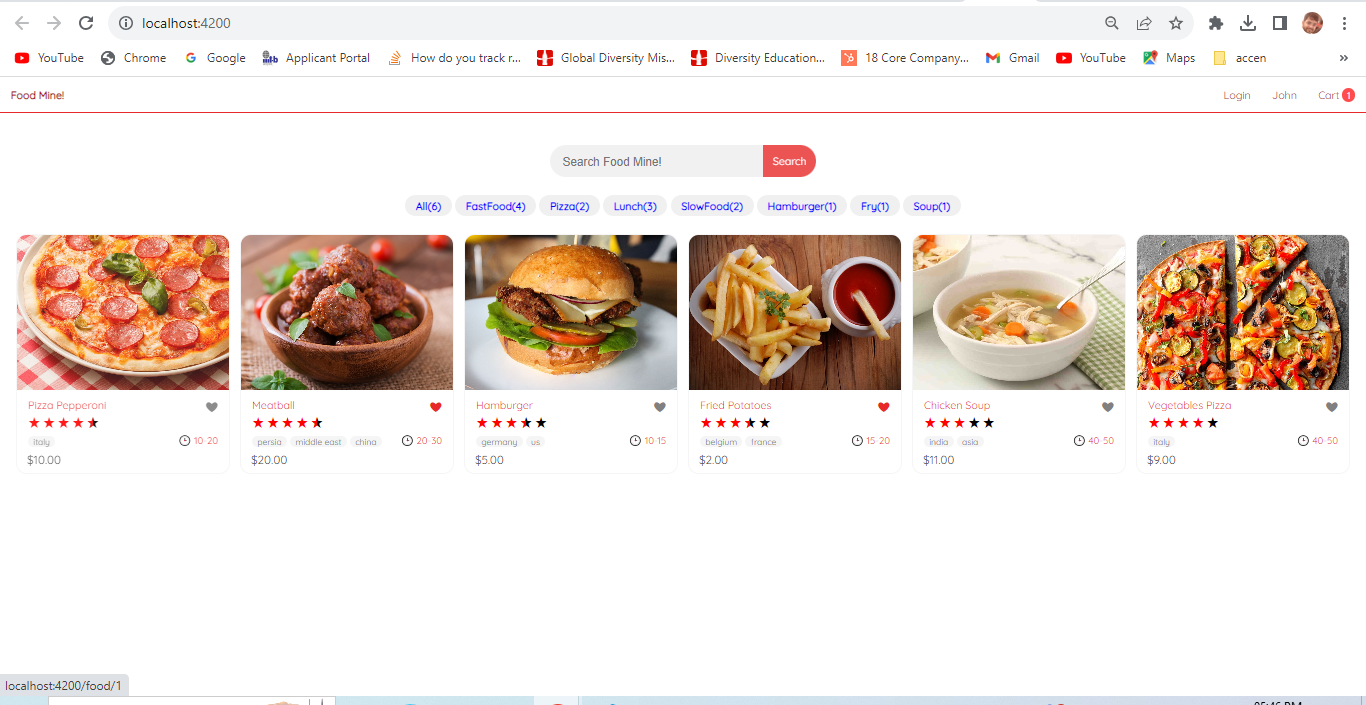 localhost:4200
YouTube Chrome Google Applicant Portal How do you track r... Global Diversity Mis... Diversity Education... 18 Core Company... Gmail YouTube Maps accen »
Food Mine! Login John Cart 1
Search Food Mine! Search
All(6) FastFood(4) Pizza(2) Lunch(3) SlowFood(2) Hamburger(1) Fry(1) Soup(1)
Pizza Pepperoni Meatball Hamburger Fried Potatoes Chicken Soup Vegetables Pizza
italy 10-20 persia middle east china 20-30 germany us 10-15 belgium france 15-20 india asia 40-50 italy 40-50
$10.00 $20.00 $5.00 $2.00 $11.00 $9.00
localhost:4200/food/1